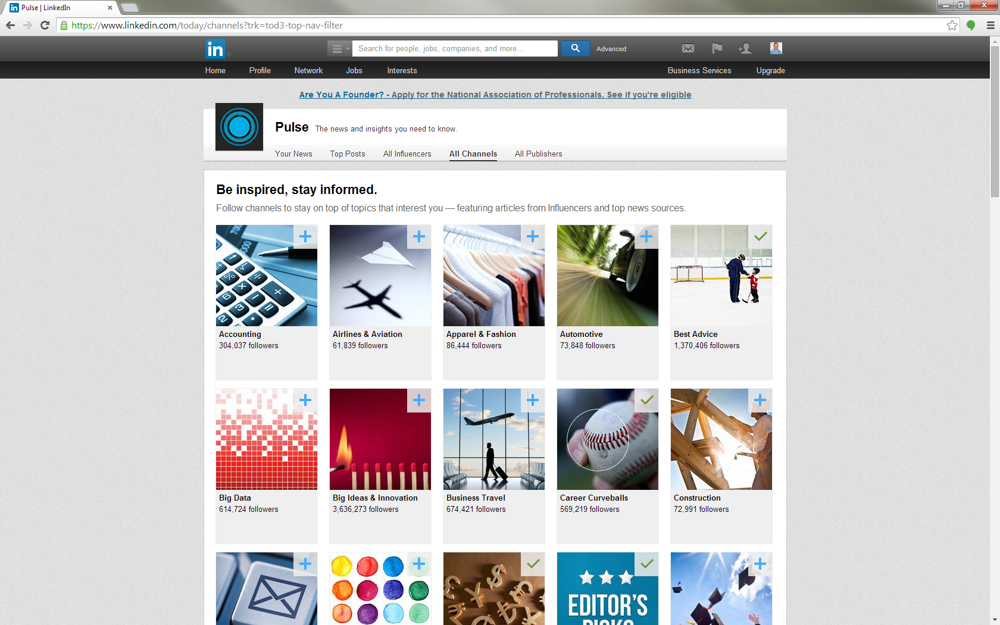 Pulse | LinkedIn
https://www.linkedin.com/today/channels?trk=tod3-top-nav-filter
in
Search for people, jobs, companies, and more...
Advanced
Home Profile Network Jobs Interests Business Services Upgrade
Are You A Founder? - Apply for the National Association of Professionals. See if you're eligible
Pulse The news and insights you need to know.
Your News Top Posts All Influencers All Channels All Publishers
Be inspired, stay informed.
Follow channels to stay on top of topics that interest you — featuring articles from Influencers and top news sources.
Accounting
304,037 followers
Airlines & Aviation
61,839 followers
Apparel & Fashion
86,444 followers
Automotive
73,848 followers
Best Advice
1,370,406 followers
Big Data
614,724 followers
Big Ideas & Innovation
3,636,273 followers
Business Travel
674,421 followers
Career Curveballs
569,219 followers
Construction
72,991 followers
EDITOR'S
PICKS